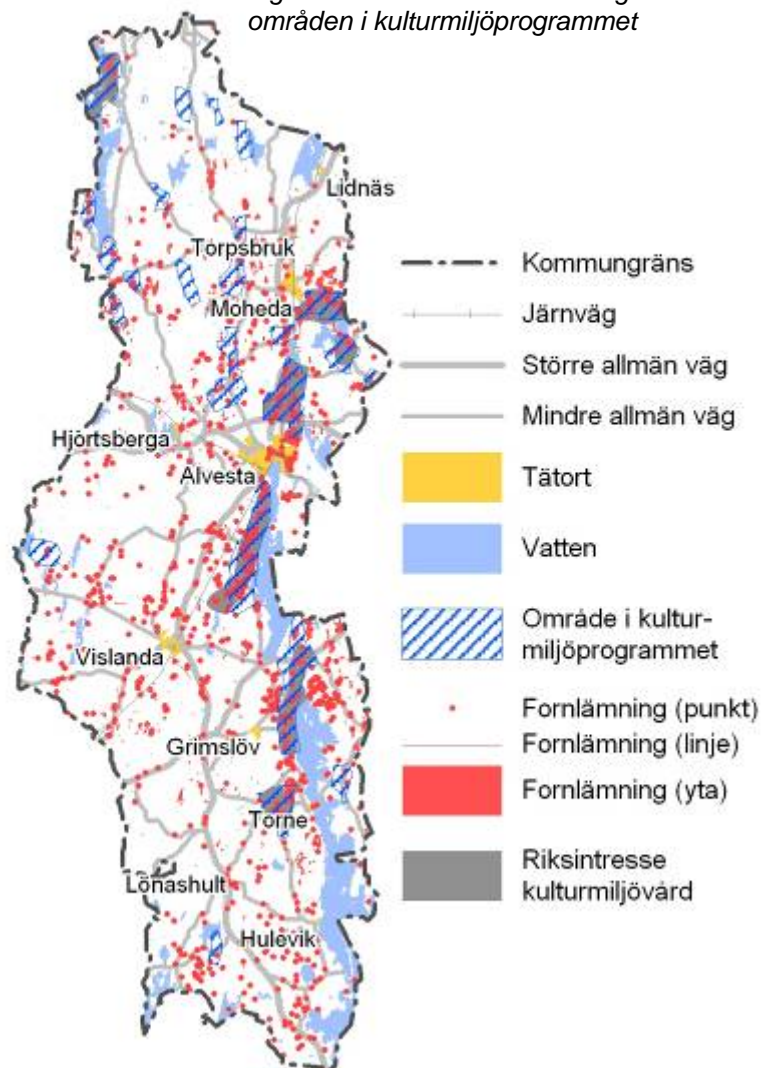 områden i kulturmiljöprogrammet
Lidnäs
Torpsbruk
Moheda
Hjortsberga
Alvesta
Vislanda
Grimslöv
Torne
Lönashult
Hulevik
Kommungräns
Järnväg
Större allmän väg
Mindre allmän väg
Tätort
Vatten
Område i kultur-
miljöprogrammet
Fornlämning (punkt)
Fornlämning (linje)
Fornlämning (yta)
Riksintresse
kulturmiljövård